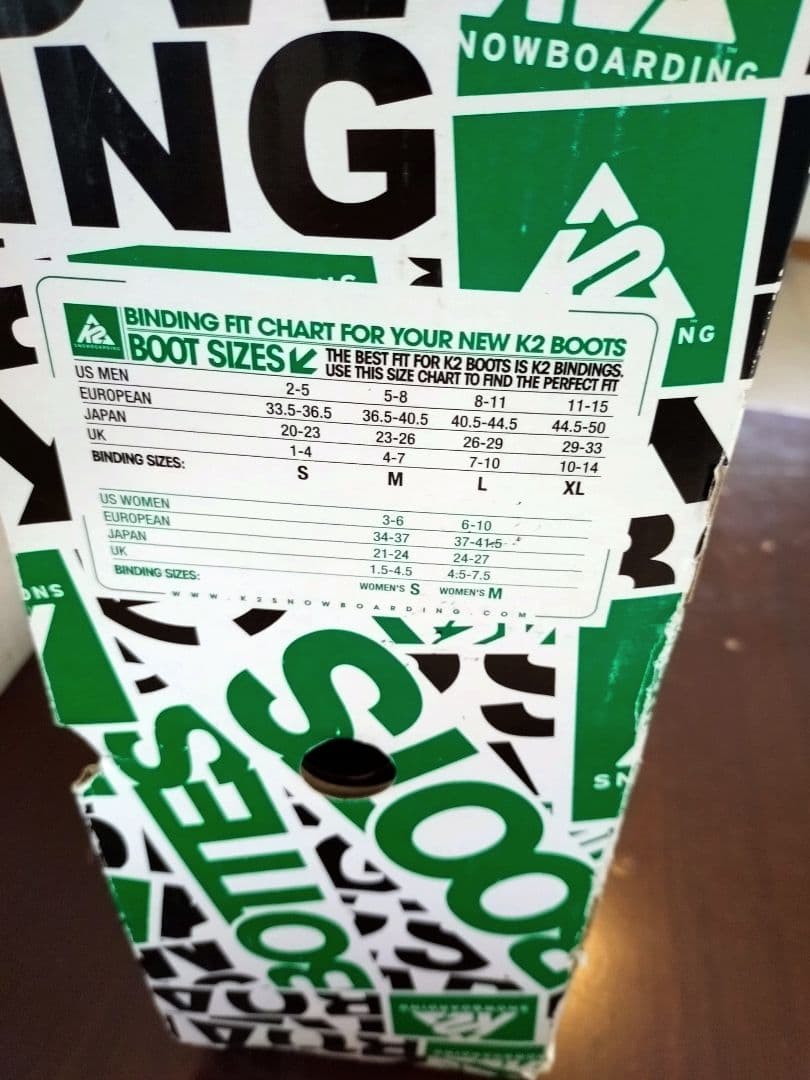 NOWBOARDING
NG
NG
BINDING FIT CHART FOR YOUR NEW K2 BOOTS
BOOT SIZES THE BEST FIT FOR K2 BOOTS IS K2 BINDINGS.
USE THIS SIZE CHART TO FIND THE PERFECT FIT
US MEN 2-5 5-8 8-11 11-15
EUROPEAN 33.5-36.5 36.5-40.5 40.5-44.5 44.5-50
JAPAN 20-23 23-26 26-29 29-33
UK 1-4 4-7 7-10 10-14
BINDING SIZES: S M L XL
US WOMEN 3-6 6-10
EUROPEAN 34-37 37-41.5
JAPAN 21-24 24-27
UK 1.5-4.5 4:5-7.5
BINDING SIZES: WOMEN'S S WOMEN'S M
WWW.K2SNOWBOARDING.COM
ONS
SN
BOTTES
BOOTS
K2